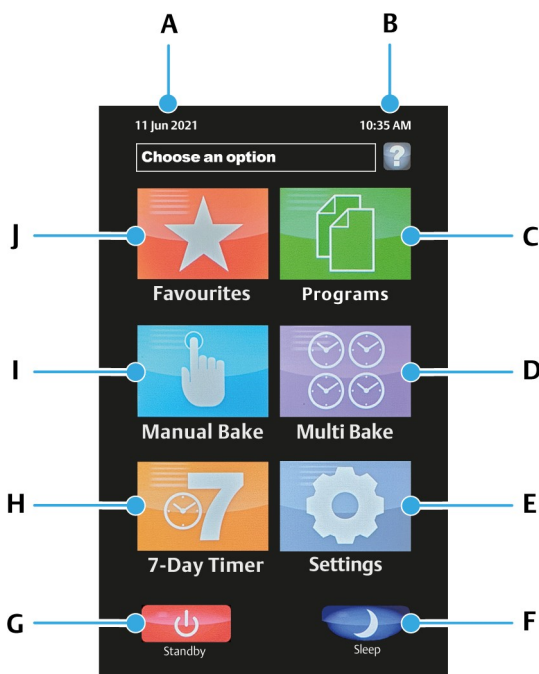 A
B
11 Jun 2021
10:35 AM
Choose an option
?
J
C
Favourites
Programs
I
D
Manual Bake
Multi Bake
7
H
E
7-Day Timer
Settings
G
F
Standby
Sleep